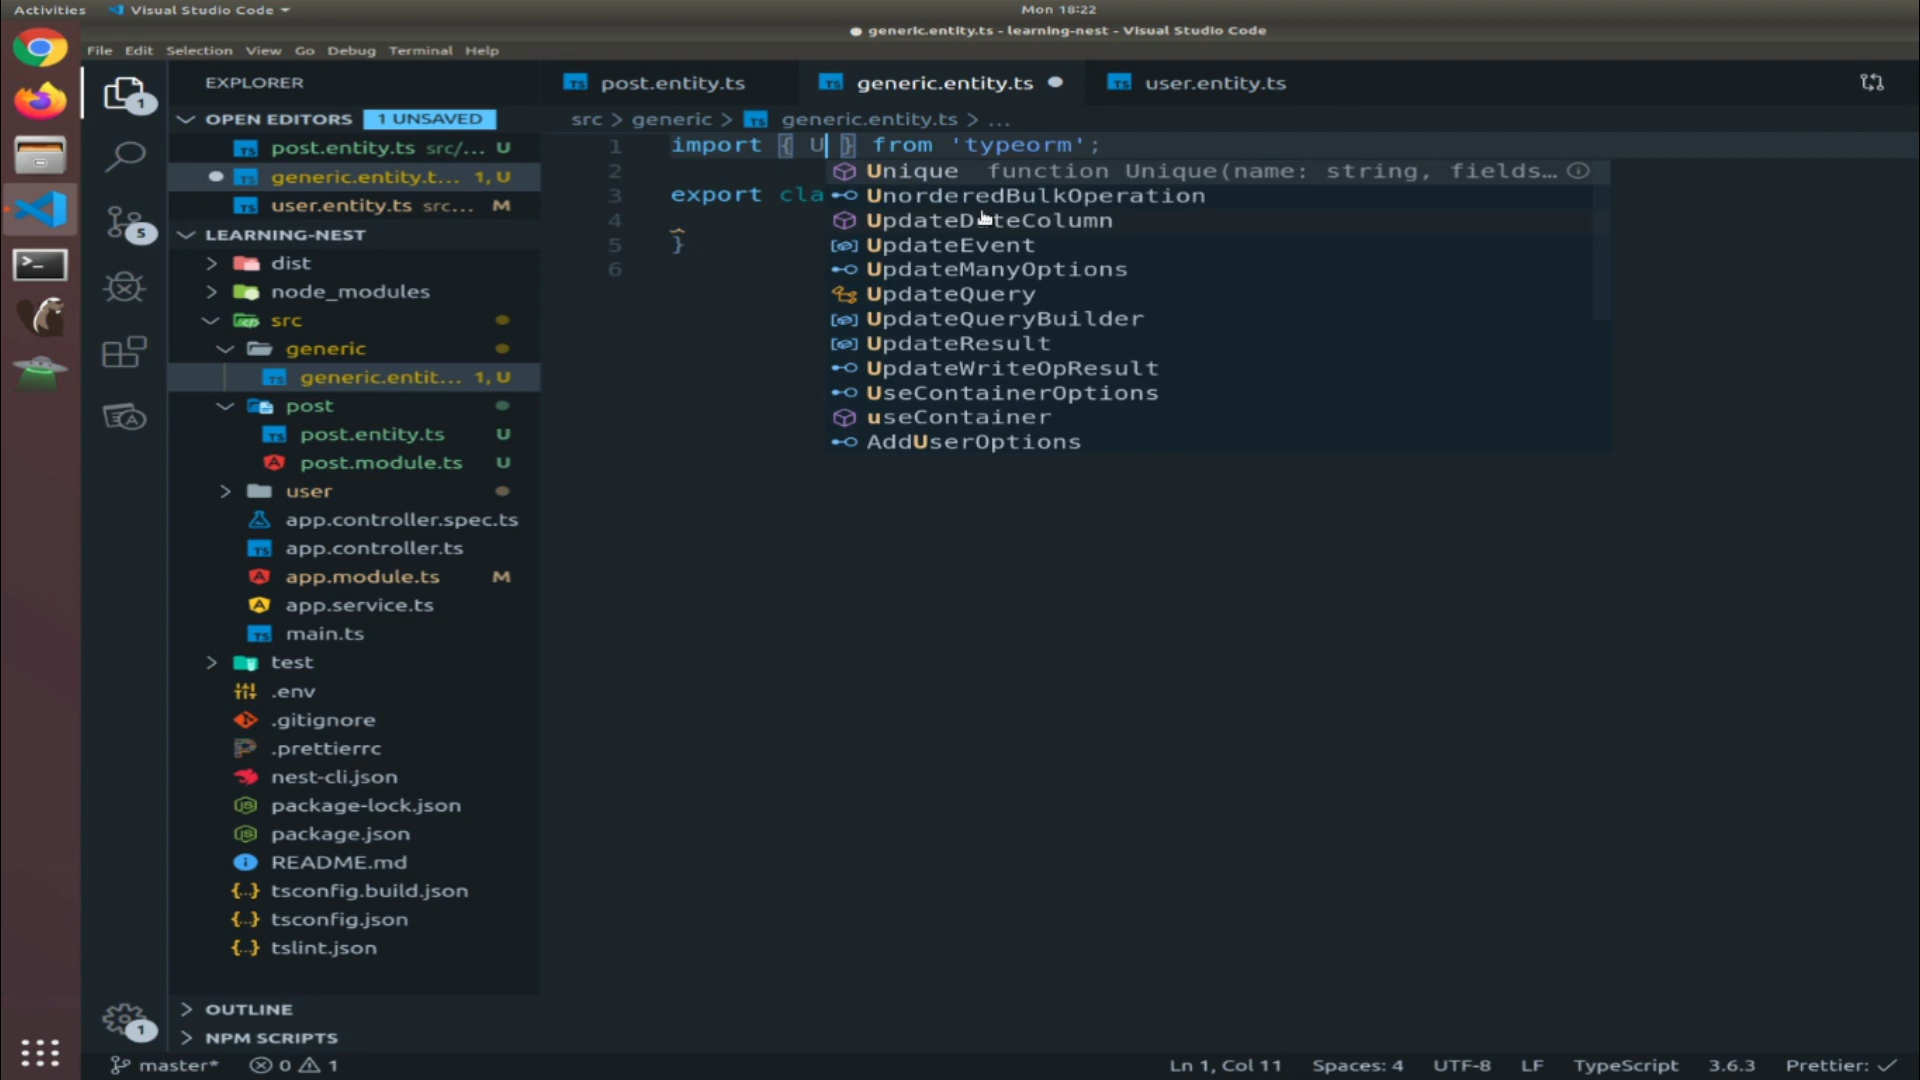 Activities Visual Studio Code Mon 18:22
generic.entity.ts - learning-nest - Visual Studio Code
File Edit Selection View Go Debug Terminal Help
EXPLORER
OPEN EDITORS 1 UNSAVED
post.entity.ts src/... U
generic.entity.t... 1, U
user.entity.ts src... M
LEARNING-NEST
dist
node_modules
src
generic
generic.entit... 1, U
post
post.entity.ts U
post.module.ts U
user
app.controller.spec.ts
app.controller.ts
app.module.ts M
app.service.ts
main.ts
test
.env
.gitignore
.prettierrc
nest-cli.json
package-lock.json
package.json
README.md
tsconfig.build.json
tsconfig.json
tslint.json
OUTLINE
NPM SCRIPTS
1
5
1
post.entity.ts generic.entity.ts user.entity.ts
src > generic > generic.entity.ts > ...
1 import { U } from 'typeorm';
2
3 export cla
4
5 }
6
Unique function Unique(name: string, fields...
UnorderedBulkOperation
UpdateDateColumn
UpdateEvent
UpdateManyOptions
UpdateQuery
UpdateQueryBuilder
UpdateResult
UpdateWriteOpResult
UseContainerOptions
useContainer
AddUserOptions
master* 0 1 Ln 1, Col 11 Spaces: 4 UTF-8 LF TypeScript 3.6.3 Prettier: ✓